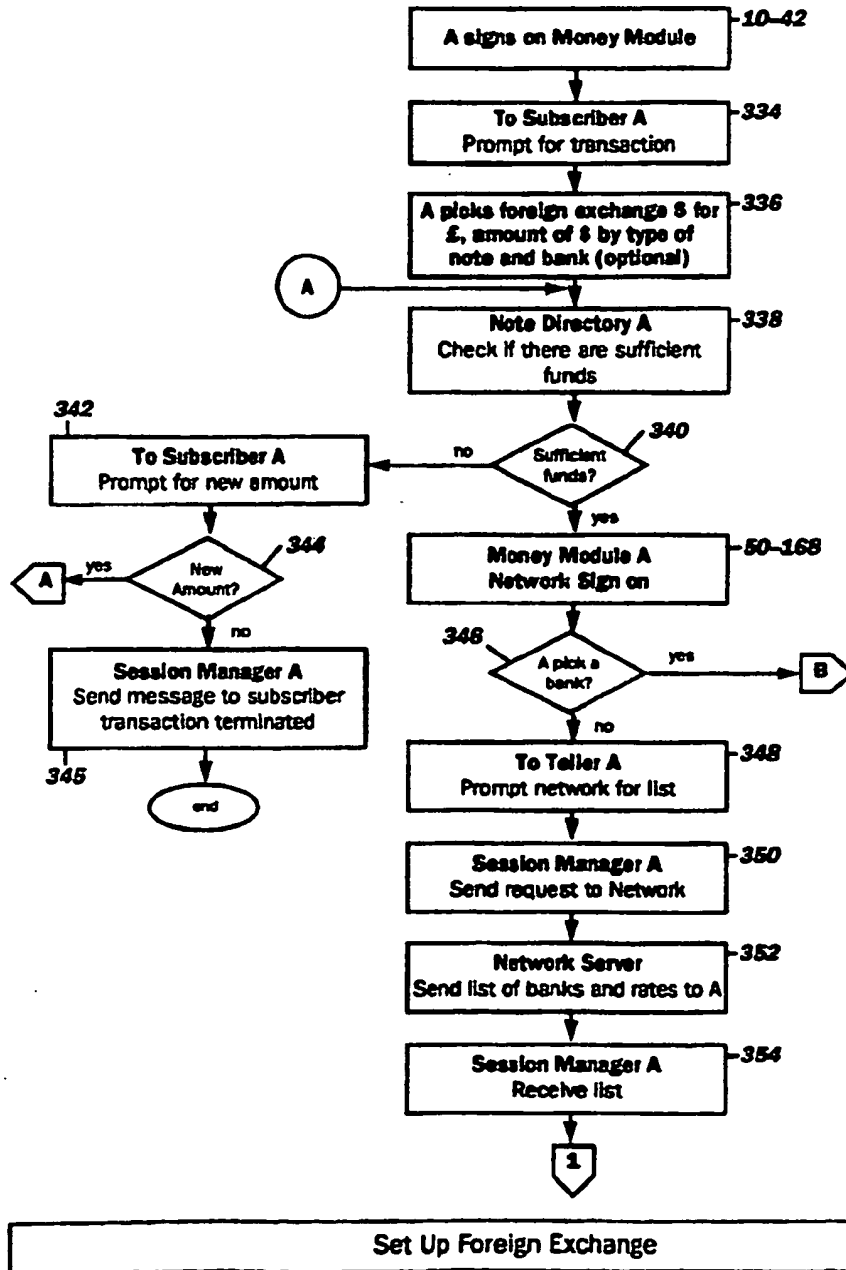 A signs on Money Module
10-42
To Subscriber A
Prompt for transaction
334
A picks foreign exchange $ for
£, amount of $ by type of
note and bank (optional)
336
A
Note Directory A
Check if there are sufficient
funds
338
342
To Subscriber A
Prompt for new amount
no
Sufficient
funds?
340
yes
A
yes
New
Amount?
344
no
Money Module A
Network Sign on
50-168
346
A pick a
bank?
yes
B
no
Session Manager A
Send message to subscriber
transaction terminated
345
end
To Teller A
Prompt network for list
348
Session Manager A
Send request to Network
350
Network Server
Send list of banks and rates to A
352
Session Manager A
Receive list
354
1
Set Up Foreign Exchange